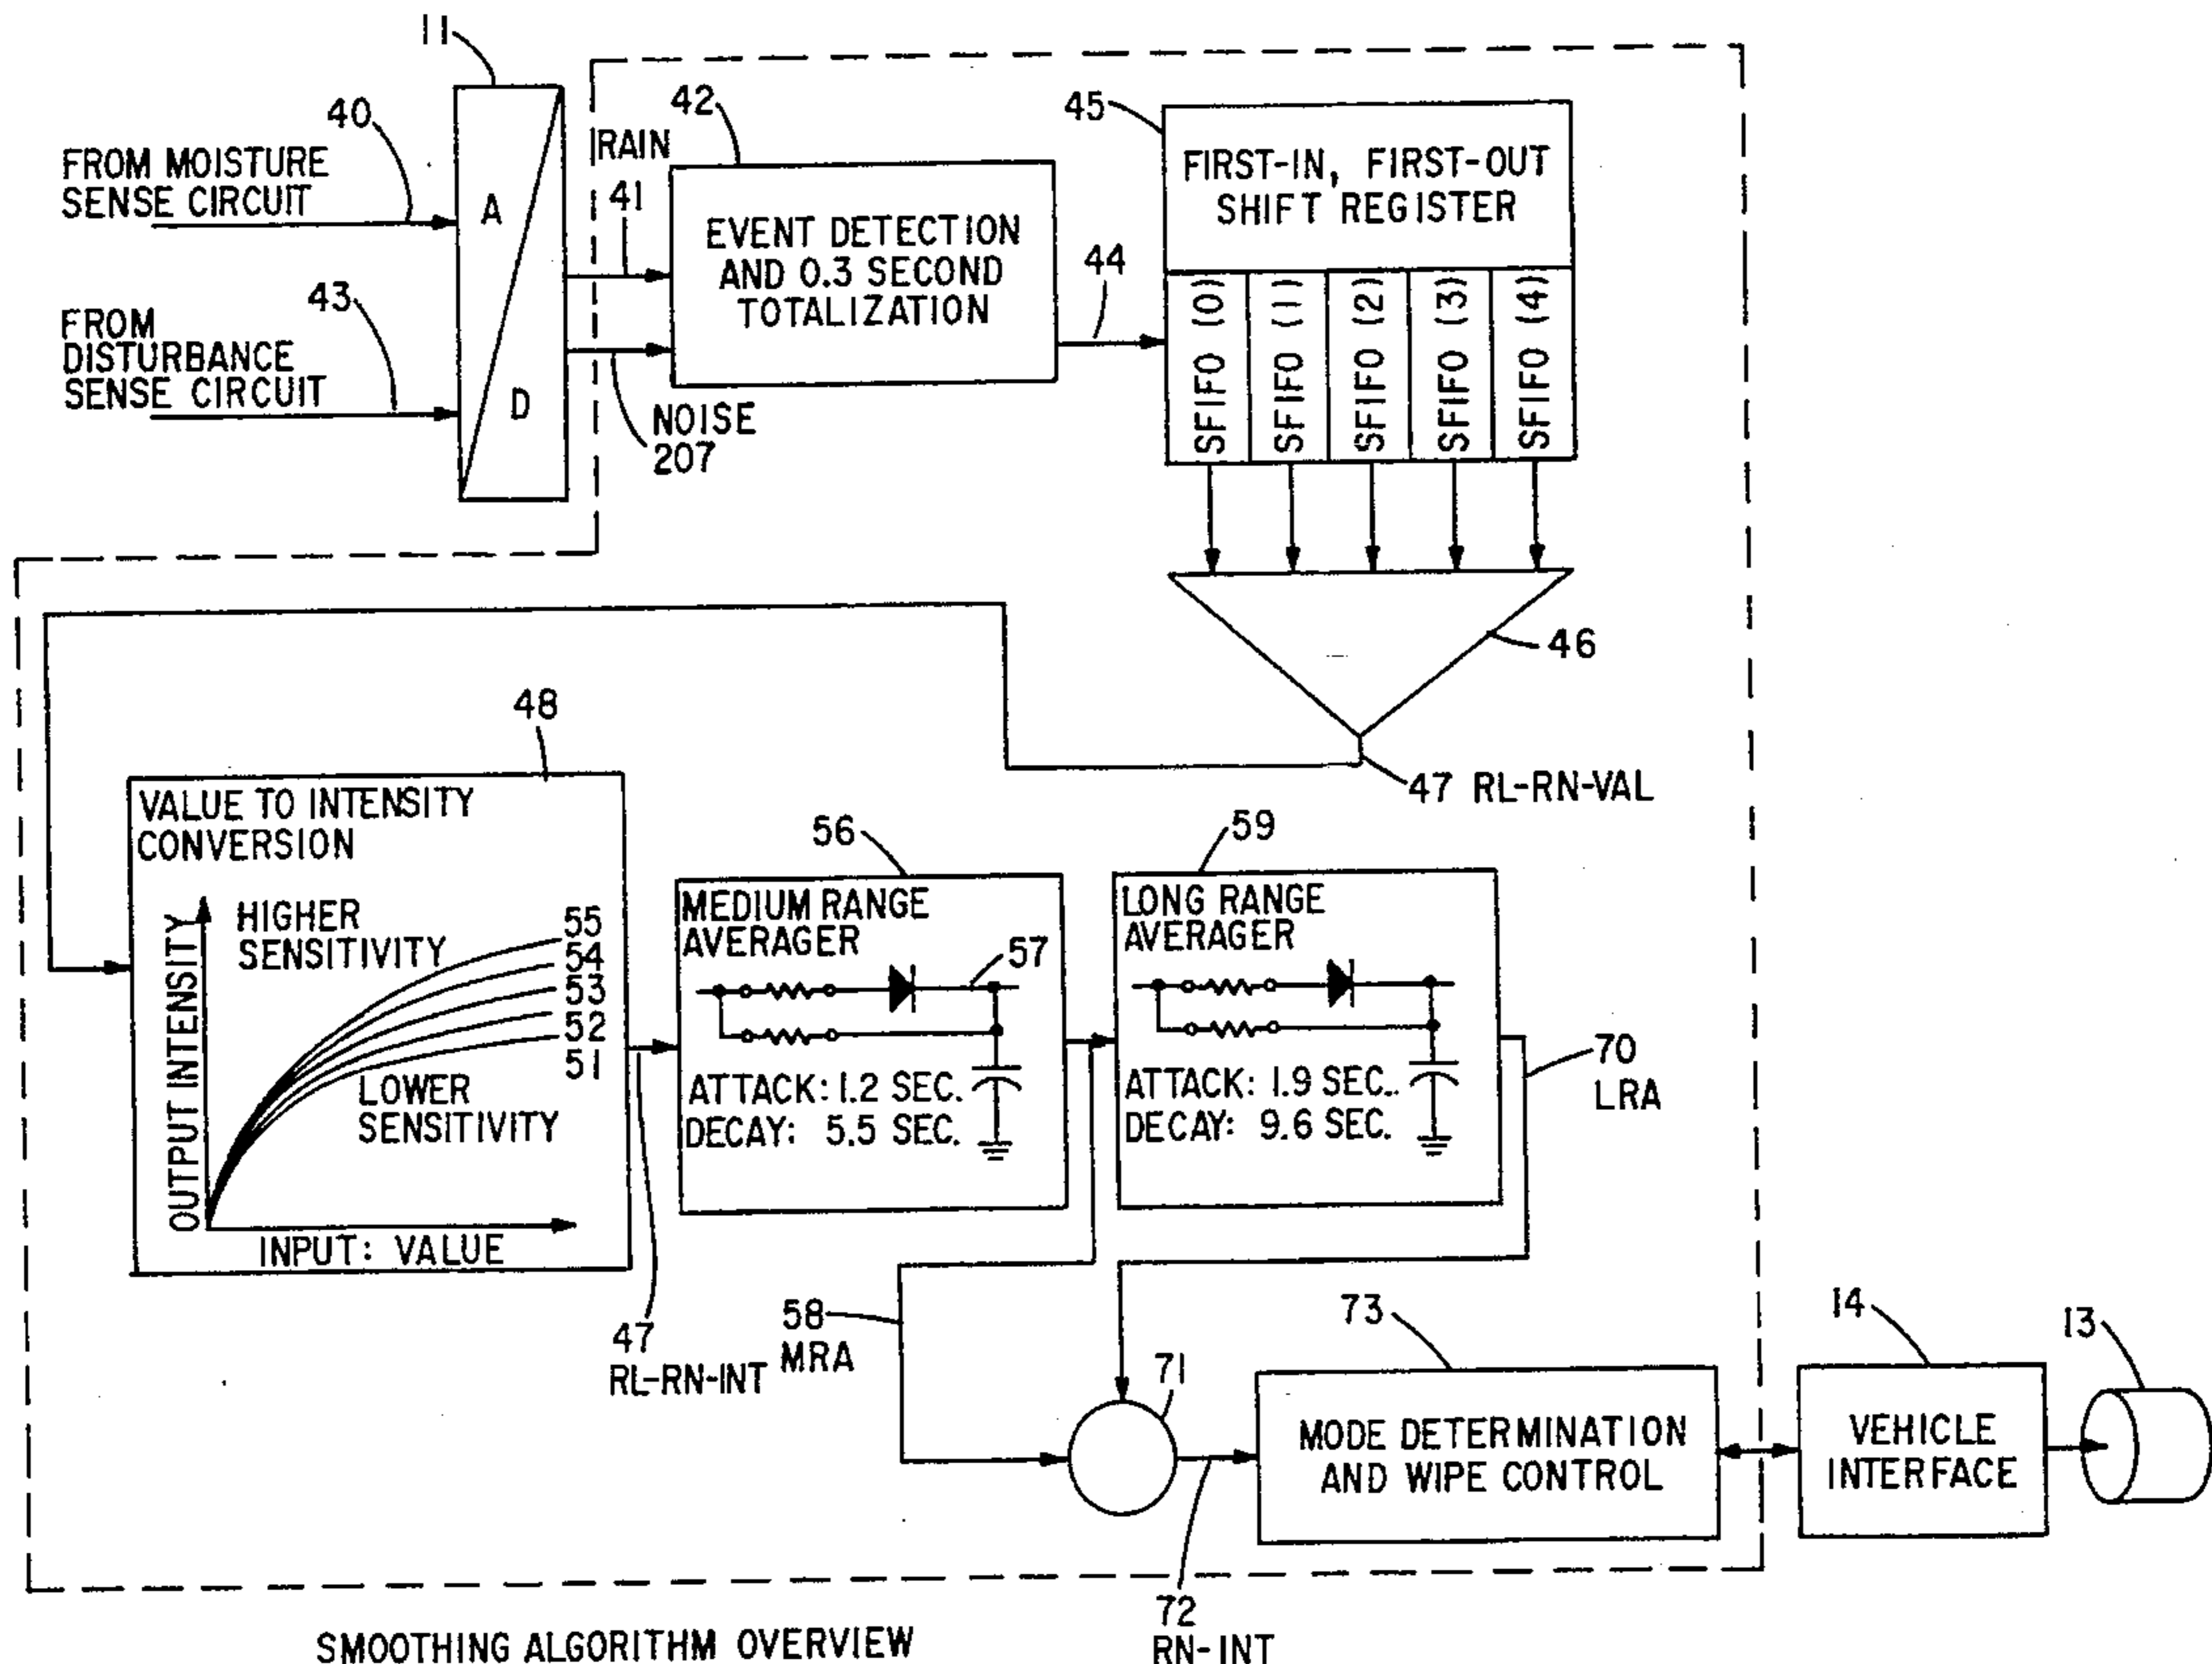 11
40
FROM MOISTURE
SENSE CIRCUIT
43
FROM
DISTURBANCE
SENSE CIRCUIT
A
D
RAIN
41
NOISE
207
42
EVENT DETECTION
AND 0.3 SECOND
TOTALIZATION
44
45
FIRST-IN, FIRST-OUT
SHIFT REGISTER
SFIFO (0)
SFIFO (1)
SFIFO (2)
SFIFO (3)
SFIFO (4)
46
47 RL-RN-VAL
48
VALUE TO INTENSITY
CONVERSION
OUTPUT INTENSITY
HIGHER
SENSITIVITY
55
54
53
52
51
LOWER
SENSITIVITY
INPUT: VALUE
47
RL-RN-INT
56
MEDIUM RANGE
AVERAGER
57
ATTACK: 1.2 SEC.
DECAY: 5.5 SEC.
59
LONG RANGE
AVERAGER
ATTACK: 1.9 SEC.
DECAY: 9.6 SEC.
70
LRA
58
MRA
71
72
RN-INT
73
MODE DETERMINATION
AND WIPE CONTROL
14
VEHICLE
INTERFACE
13
SMOOTHING ALGORITHM OVERVIEW